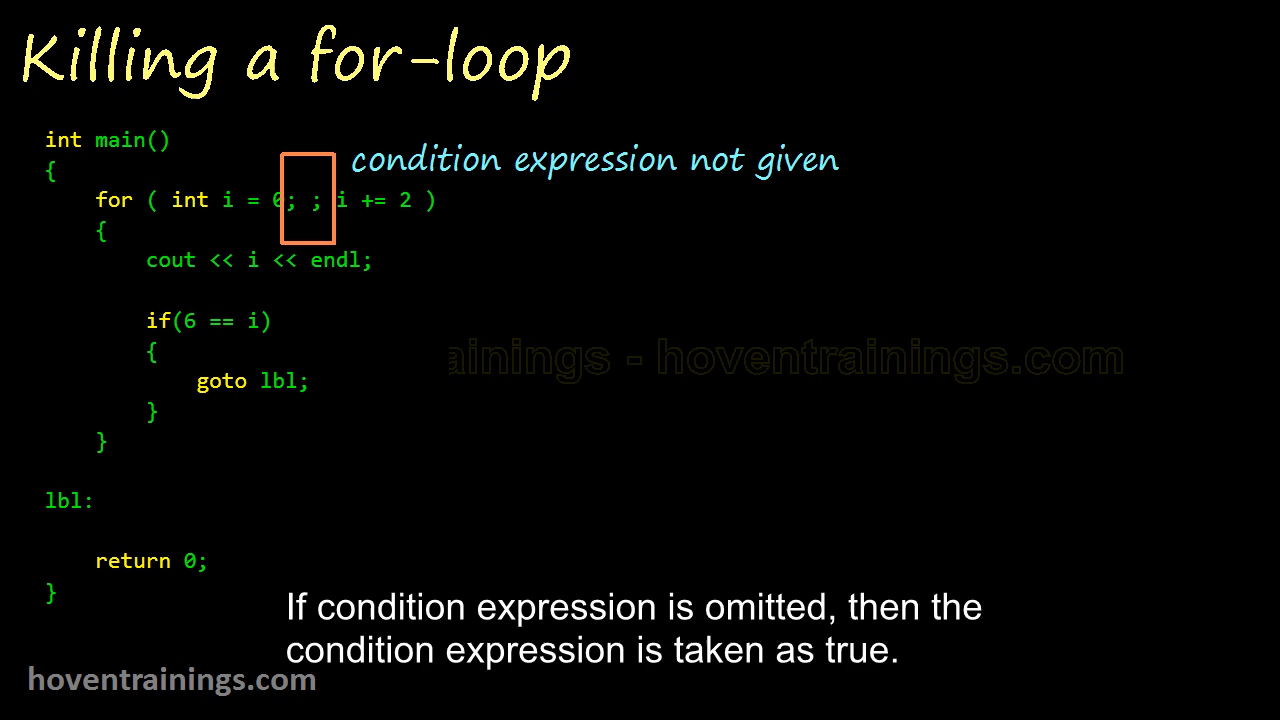 Killing a for-loop
int main()
condition expression not given
{
for ( int i = 0; ; i += 2 )
{
cout << i << endl;
if(6 == i)
{
ainings - hoventrainings.com
goto lbl;
}
}
lbl:
return 0;
}
If condition expression is omitted, then the
condition expression is taken as true.
hoventrainings.com